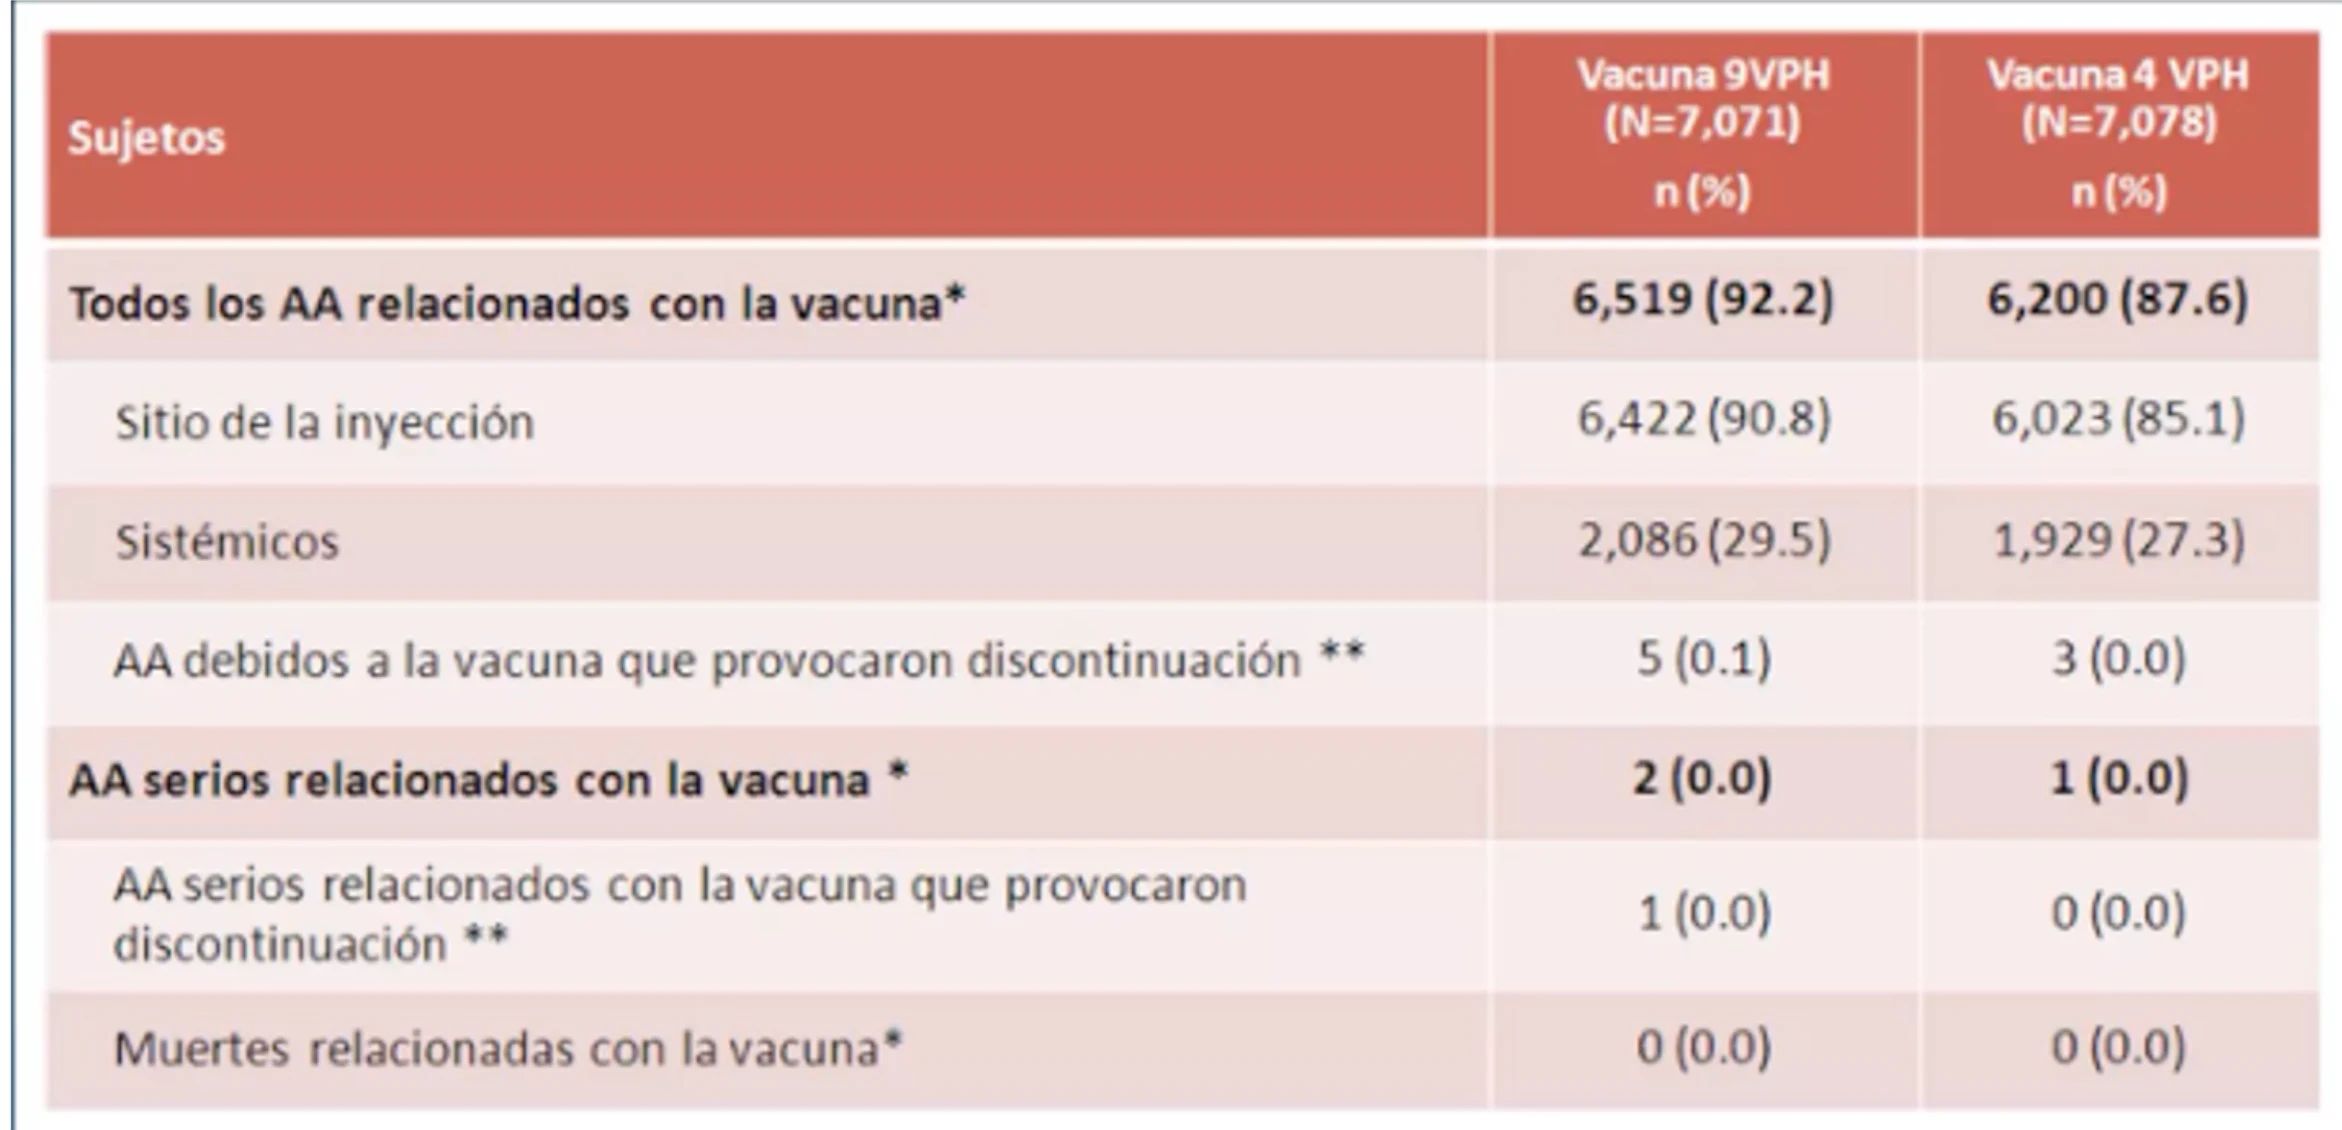 Sujetos
Vacuna 9VPH
(N=7,071)
n (%)
Vacuna 4 VPH
(N=7,078)
n (%)
Todos los AA relacionados con la vacuna* 6,519 (92.2) 6,200 (87.6)
Sitio de la inyección 6,422 (90.8) 6,023 (85.1)
Sistémicos 2,086 (29.5) 1,929 (27.3)
AA debidos a la vacuna que provocaron discontinuación ** 5 (0.1) 3 (0.0)
AA serios relacionados con la vacuna * 2 (0.0) 1 (0.0)
AA serios relacionados con la vacuna que provocaron
discontinuación ** 1 (0.0) 0 (0.0)
Muertes relacionadas con la vacuna* 0 (0.0) 0 (0.0)